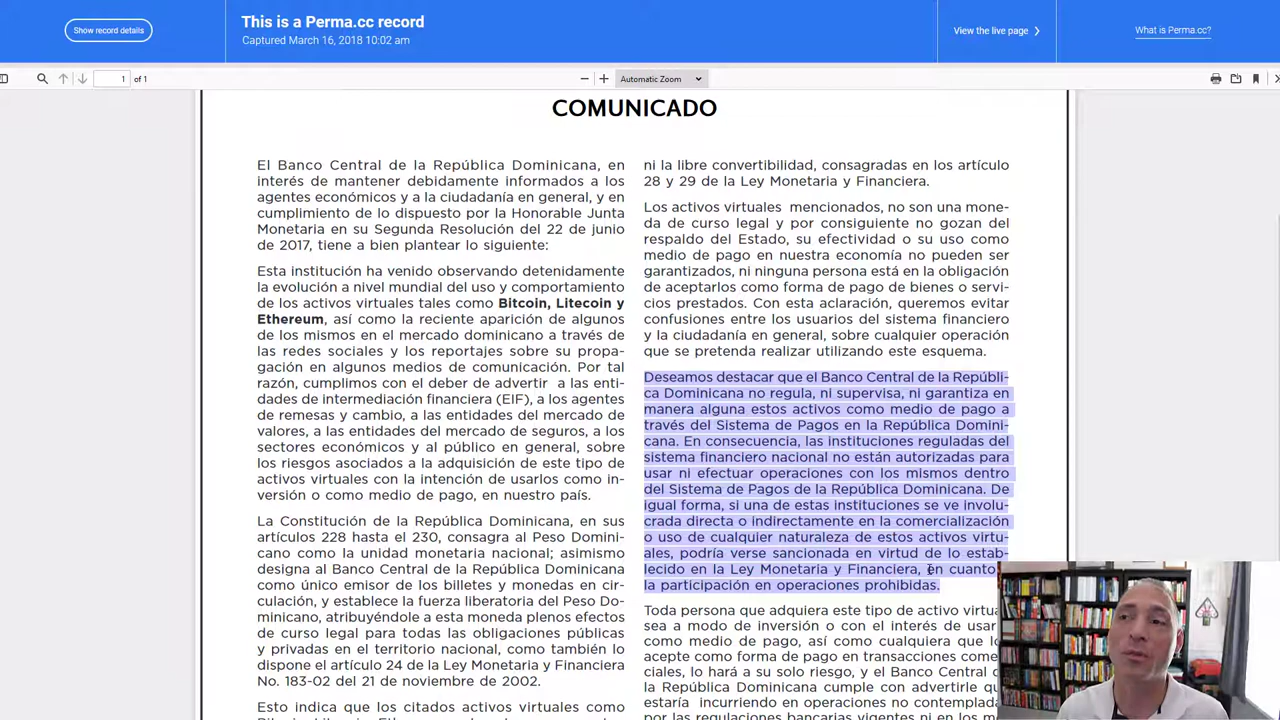 Show record details
This is a Perma.cc record
Captured March 16, 2018 10:02 am
View the live page
What is Perma.cc?
1 of 1
Automatic Zoom
COMUNICADO
El Banco Central de la República Dominicana, en
interés de mantener debidamente informados a los
agentes económicos y a la ciudadanía en general, y en
cumplimiento de lo dispuesto por la Honorable Junta
Monetaria en su Segunda Resolución del 22 de junio
de 2017, tiene a bien plantear lo siguiente:
Esta institución ha venido observando detenidamente
la evolución a nivel mundial del uso y comportamiento
de los activos virtuales tales como Bitcoin, Litecoin y
Ethereum, así como la reciente aparición de algunos
de los mismos en el mercado dominicano a través de
las redes sociales y los reportajes sobre su propa-
gación en algunos medios de comunicación. Por tal
razón, cumplimos con el deber de advertir a las enti-
dades de intermediación financiera (EIF), a los agentes
de remesas y cambio, a las entidades del mercado de
valores, a las entidades del mercado de seguros, a los
sectores económicos y al público en general, sobre
los riesgos asociados a la adquisición de este tipo de
activos virtuales con la intención de usarlos como in-
versión o como medio de pago, en nuestro país.
La Constitución de la República Dominicana, en sus
artículos 228 hasta el 230, consagra al Peso Domini-
cano como la unidad monetaria nacional; asimismo
designa al Banco Central de la República Dominicana
como único emisor de los billetes y monedas en cir-
culación, y establece la fuerza liberatoria del Peso Do-
minicano, atribuyéndole a esta moneda plenos efectos
de curso legal para todas las obligaciones públicas
y privadas en el territorio nacional, como también lo
dispone el artículo 24 de la Ley Monetaria y Financiera
No. 183-02 del 21 de noviembre de 2002.
Esto indica que los citados activos virtuales como
ni la libre convertibilidad, consagradas en los artículo
28 y 29 de la Ley Monetaria y Financiera.
Los activos virtuales mencionados, no son una mone-
da de curso legal y por consiguiente no gozan del
respaldo del Estado, su efectividad o su uso como
medio de pago en nuestra economía no pueden ser
garantizados, ni ninguna persona está en la obligación
de aceptarlos como forma de pago de bienes o servi-
cios prestados. Con esta aclaración, queremos evitar
confusiones entre los usuarios del sistema financiero
y la ciudadanía en general, sobre cualquier operación
que se pretenda realizar utilizando este esquema.
Deseamos destacar que el Banco Central de la Repúbli-
ca Dominicana no regula, ni supervisa, ni garantiza en
manera alguna estos activos como medio de pago a
través del Sistema de Pagos en la República Domini-
cana. En consecuencia, las instituciones reguladas del
sistema financiero nacional no están autorizadas para
usar ni efectuar operaciones con los mismos dentro
del Sistema de Pagos de la República Dominicana. De
igual forma, si una de estas instituciones se ve involu-
crada directa o indirectamente en la comercialización
o uso de cualquier naturaleza de estos activos virtu-
ales, podría verse sancionada en virtud de lo estab-
lecido en la Ley Monetaria y Financiera, en cuanto
la participación en operaciones prohibidas.
Toda persona que adquiera este tipo de activo
sea a modo de inversión o con el interés de
como medio de pago, así como cualquiera que
acepte como forma de pago en transacciones
ciales, lo hará a su solo riesgo, y el Banco Central
la República Dominicana cumple con advertirle
estaría incurriendo en operaciones no
por las regulaciones bancarias vigentes ni en